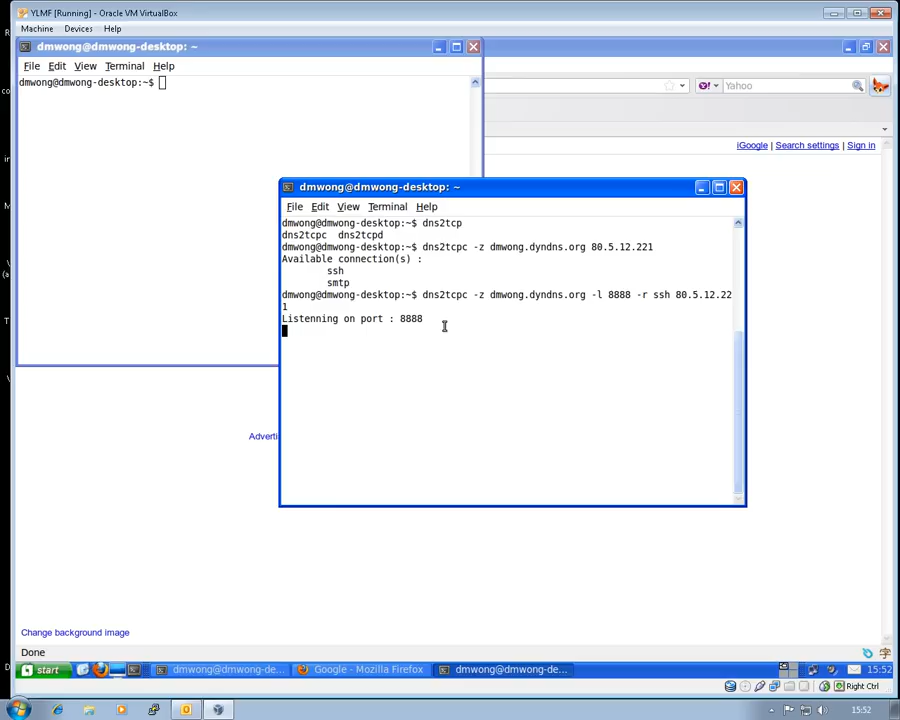 YLMF [Running] - Oracle VM VirtualBox
Machine Devices Help
dmwong@dmwong-desktop: ~
File Edit View Terminal Help
dmwong@dmwong-desktop:~$
Yahoo
iGoogle | Search settings | Sign in
dmwong@dmwong-desktop: ~
File Edit View Terminal Help
dmwong@dmwong-desktop:~$ dns2tcp
dns2tcpc dns2tcpd
dmwong@dmwong-desktop:~$ dns2tcpc -z dmwong.dyndns.org 80.5.12.221
Available connection(s) :
ssh
smtp
dmwong@dmwong-desktop:~$ dns2tcpc -z dmwong.dyndns.org -l 8888 -r ssh 80.5.12.22
1
Listenning on port : 8888
Adverti
Change background image
Done
start
dmwong@dmwong-de...
Google - Mozilla Firefox
dmwong@dmwong-de...
字
15:52
Right Ctrl
15:52